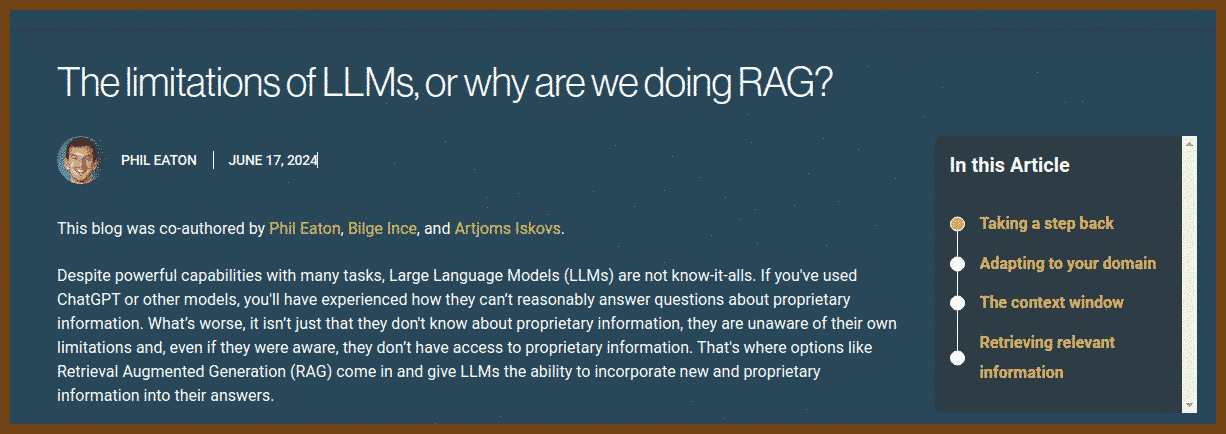 The limitations of LLMs, or why are we doing RAG?
PHIL EATON | JUNE 17, 2024
This blog was co-authored by Phil Eaton, Bilge Ince, and Artjoms Iskovs.
Despite powerful capabilities with many tasks, Large Language Models (LLMs) are not know-it-alls. If you've used
ChatGPT or other models, you'll have experienced how they can’t reasonably answer questions about proprietary
information. What’s worse, it isn’t just that they don't know about proprietary information, they are unaware of their own
limitations and, even if they were aware, they don’t have access to proprietary information. That's where options like
Retrieval Augmented Generation (RAG) come in and give LLMs the ability to incorporate new and proprietary
information into their answers.
In this Article
Taking a step back
Adapting to your domain
The context window
Retrieving relevant
information